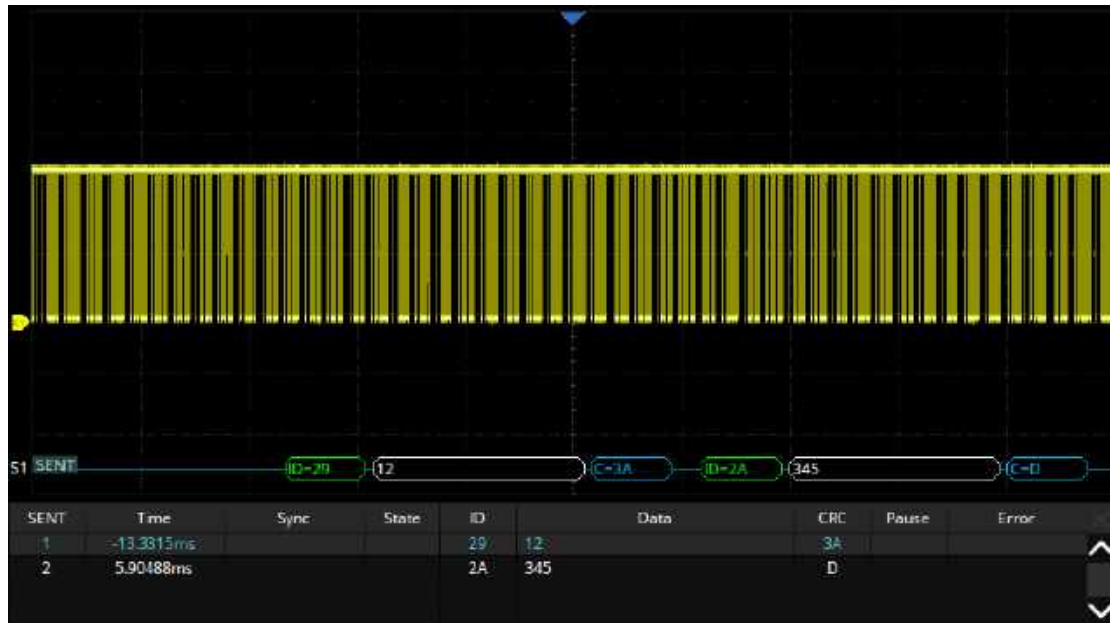 S1 SENT ID=29 12 C=3A ID=2A 345 C=D
SENT Time Sync State ID Data CRC Pause Error
1 -13.3315ms 29 12 3A
2 5.90488ms 2A 345 D